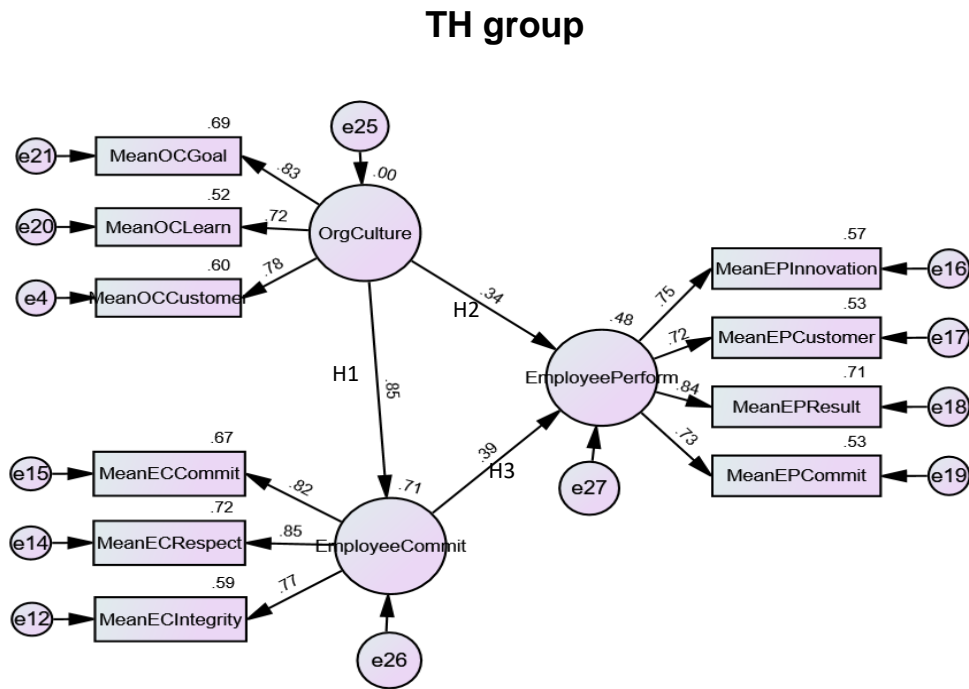 TH group
.69
e21
MeanOCGoal
.83
e25
.00
.52
e20
MeanOCLearn
.72
OrgCulture
.60
e4
MeanOCCustomer
.78
.34
H2
H1
.85
.57
MeanEPInnovation
e16
.75
.53
.48
MeanEPCustomer
e17
.72
EmployeePerform
.71
MeanEPResult
e18
.84
.53
MeanEPCommit
e19
.73
.39
H3
e27
.67
e15
MeanECCommit
.82
.71
.72
e14
MeanECRespect
.85
EmployeeCommit
.59
e12
MeanECIntegrity
.77
e26